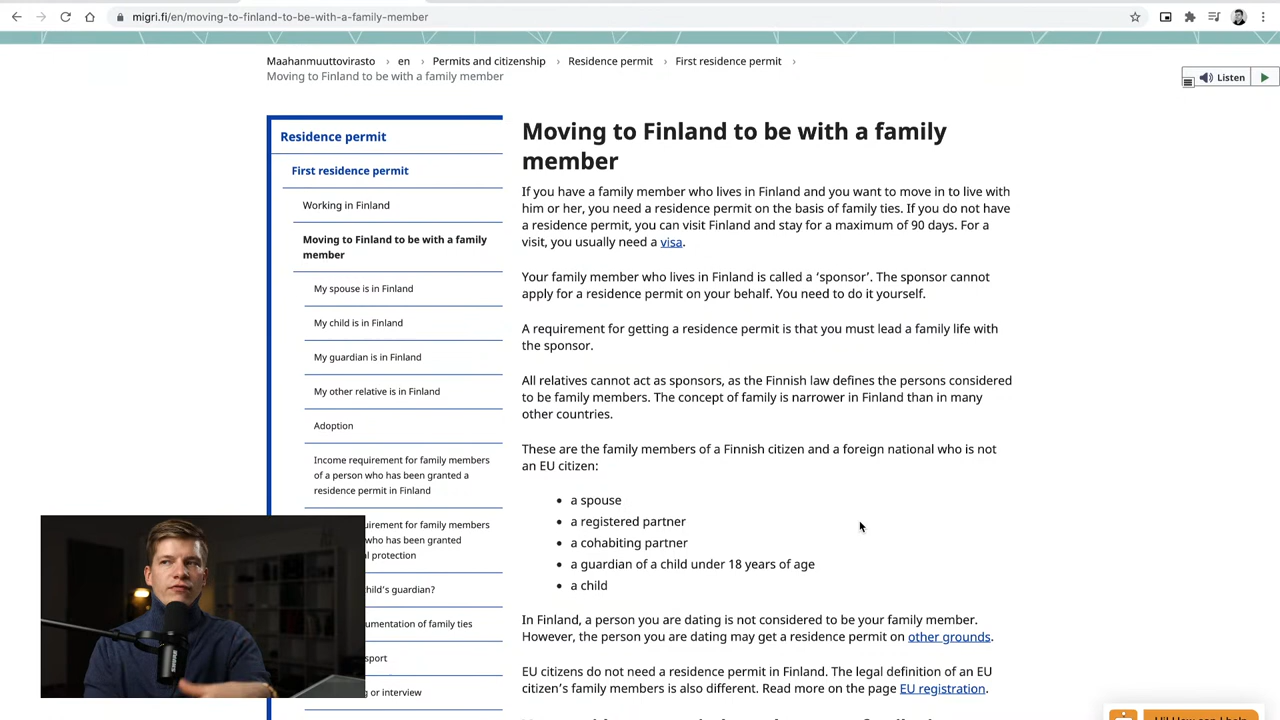 migri.fi/en/moving-to-finland-to-be-with-a-family-member
Maahanmuuttovirasto › en › Permits and citizenship › Residence permit › First residence permit ›
Moving to Finland to be with a family member
Listen
Residence permit
First residence permit
Working in Finland
Moving to Finland to be with a family
member
My spouse is in Finland
My child is in Finland
My guardian is in Finland
My other relative is in Finland
Adoption
Income requirement for family members
of a person who has been granted a
residence permit in Finland
uirement for family members
who has been granted
l protection
hild's guardian?
umentation of family ties
sport
g or interview
Moving to Finland to be with a family
member
If you have a family member who lives in Finland and you want to move in to live with
him or her, you need a residence permit on the basis of family ties. If you do not have
a residence permit, you can visit Finland and stay for a maximum of 90 days. For a
visit, you usually need a visa.
Your family member who lives in Finland is called a ‘sponsor’. The sponsor cannot
apply for a residence permit on your behalf. You need to do it yourself.
A requirement for getting a residence permit is that you must lead a family life with
the sponsor.
All relatives cannot act as sponsors, as the Finnish law defines the persons considered
to be family members. The concept of family is narrower in Finland than in many
other countries.
These are the family members of a Finnish citizen and a foreign national who is not
an EU citizen:
• a spouse
• a registered partner
• a cohabiting partner
• a guardian of a child under 18 years of age
• a child
In Finland, a person you are dating is not considered to be your family member.
However, the person you are dating may get a residence permit on other grounds.
EU citizens do not need a residence permit in Finland. The legal definition of an EU
citizen's family members is also different. Read more on the page EU registration.
SHURE